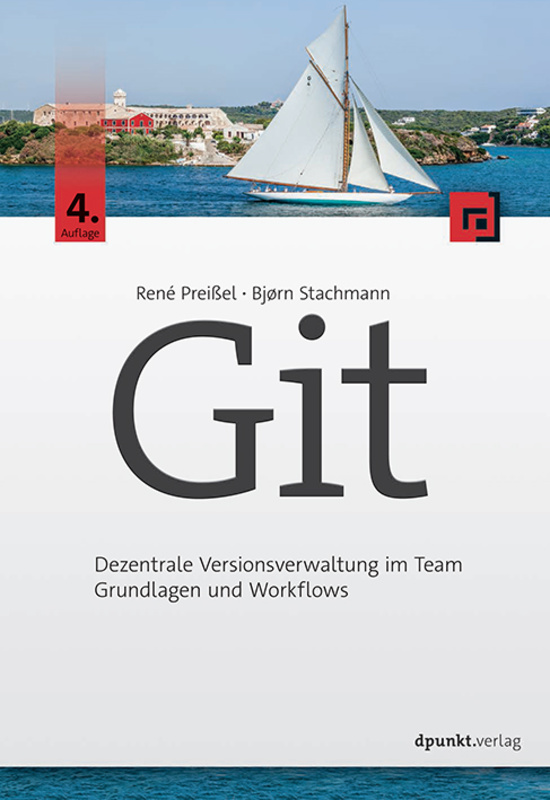 4.
Auflage
René Preißel • Bjørn Stachmann
Git
Dezentrale Versionsverwaltung im Team
Grundlagen und Workflows
dpunkt.verlag